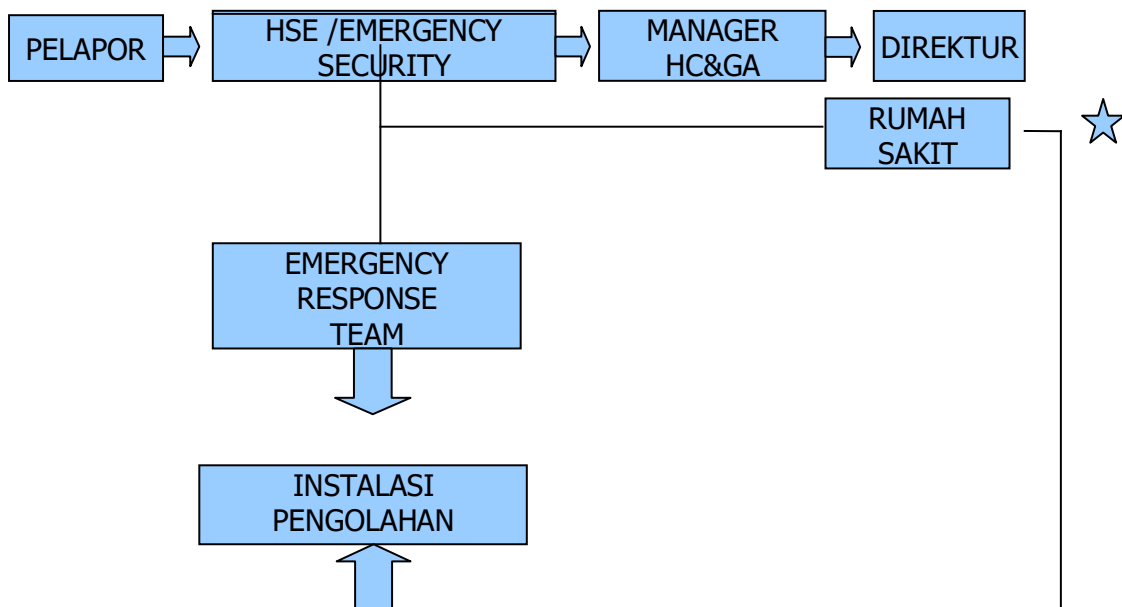 PELAPOR
HSE /EMERGENCY
SECURITY
MANAGER
HC&GA
DIREKTUR
RUMAH
SAKIT
EMERGENCY
RESPONSE
TEAM
INSTALASI
PENGOLAHAN